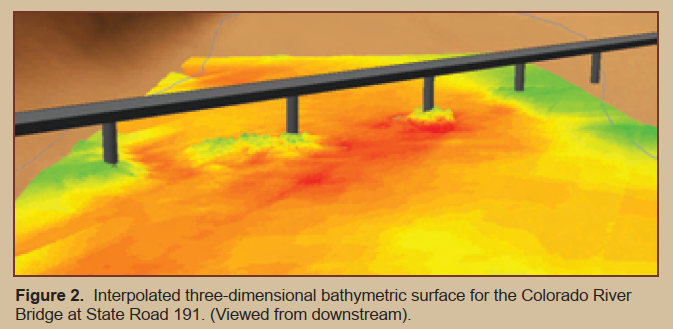 Figure 2. Interpolated three-dimensional bathymetric surface for the Colorado River
Bridge at State Road 191. (Viewed from downstream).